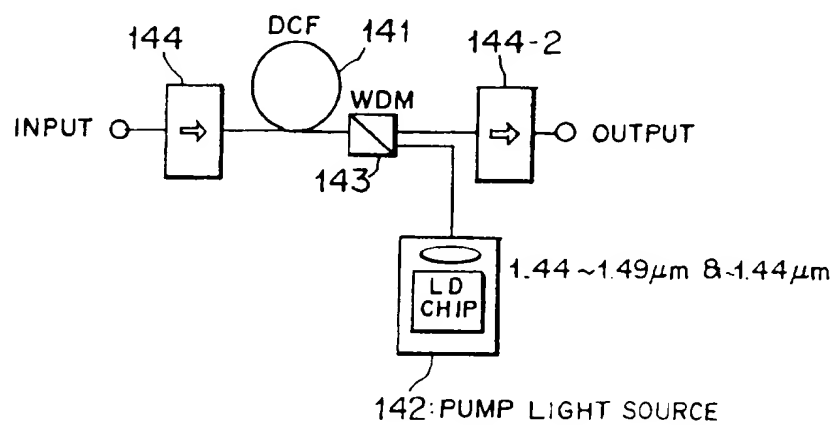 DCF
144
141
144-2
WDM
INPUT
OUTPUT
143
1.44~1.49μm &~1.44μm
LD
CHIP
142:PUMP LIGHT SOURCE